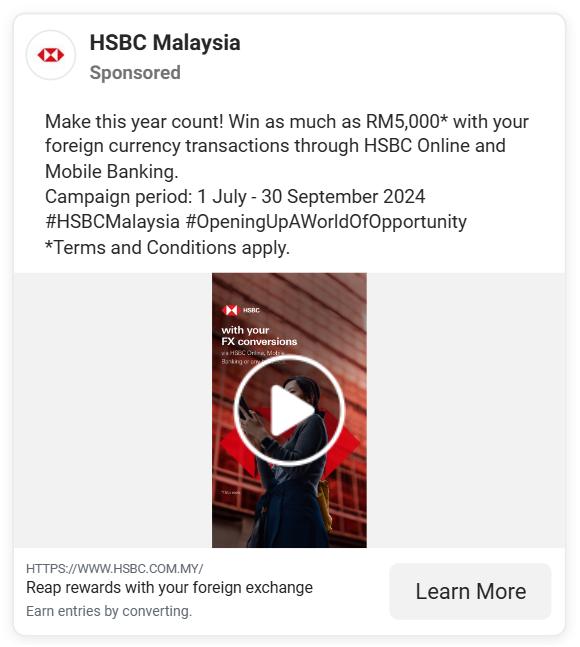 HSBC Malaysia
Sponsored
Make this year count! Win as much as RM5,000* with your
foreign currency transactions through HSBC Online and
Mobile Banking.
Campaign period: 1 July - 30 September 2024
#HSBCMalaysia #OpeningUpAWorldOfOpportunity
*Terms and Conditions apply.
HSBC
with your
FX conversions
via HSBC Online, Mobile
Banking or any
HTTPS://WWW.HSBC.COM.MY/
Reap rewards with your foreign exchange
Earn entries by converting.
Learn More